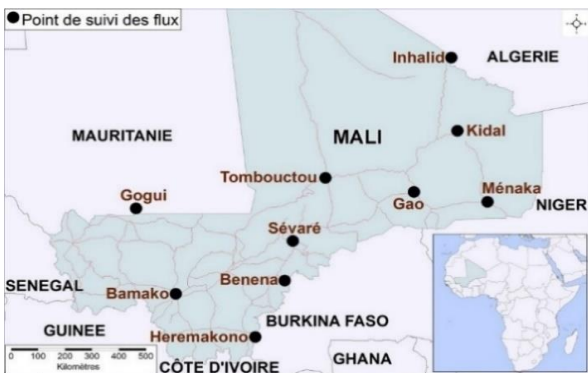 Point de suivi des flux
Inhalid
ALGERIE
Kidal
MAURITANIE
MALI
Tombouctou
Gogui
Gao
Ménaka
NIGER
Sévaré
SENEGAL
Bamako
Benena
GUINEE
Heremakono
BURKINA FASO
0 100 200 300 400 500
Kilomètres
CÔTE D'IVOIRE
GHANA